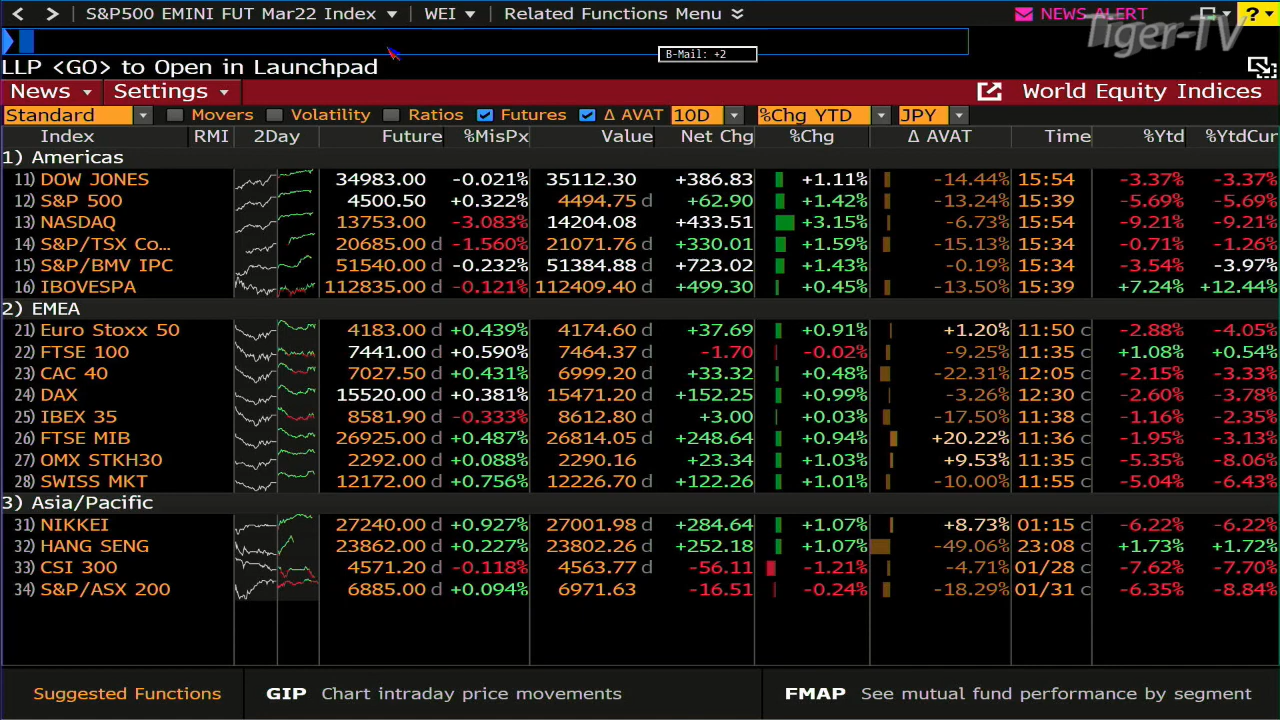 S&P500 EMINI FUT Mar22 Index WEI Related Functions Menu NEWS ALERT ?
Tiger-TV
B-Mail: +2
LLP <GO> to Open in Launchpad
News Settings World Equity Indices
Standard Movers Volatility Ratios Futures Δ AVAT 10D %Chg YTD JPY
Index RMI 2Day Future %MisPx Value Net Chg %Chg Δ AVAT Time %Ytd %YtdCur
1) Americas
11) DOW JONES 34983.00 -0.021% 35112.30 +386.83 +1.11% -14.44% 15:54 -3.37% -3.37%
12) S&P 500 4500.50 +0.322% 4494.75 d +62.90 +1.42% -13.24% 15:39 -5.69% -5.69%
13) NASDAQ 13753.00 -3.083% 14204.08 +433.51 +3.15% -6.73% 15:34 -9.21% -9.21%
14) S&P/TSX Co… 20685.00 d -1.560% 21071.76 d +330.01 +1.59% -15.13% 15:34 -0.71% -1.26%
15) S&P/BMV IPC 51540.00 d -0.232% 51384.88 d +723.02 +1.43% -0.19% 15:34 -3.54% -3.97%
16) IBOVESPA 112835.00 d -0.121% 112409.40 d +499.30 +0.45% -13.50% 15:39 +7.24% +12.44%
2) EMEA
21) Euro Stoxx 50 4183.00 d +0.439% 4174.60 d +37.69 +0.91% +1.20% 11:50 c -2.88% -4.05%
22) FTSE 100 7441.00 d +0.590% 7464.37 d -1.70 -0.02% -9.25% 11:35 c +1.08% +0.54%
23) CAC 40 7027.50 d +0.431% 6999.20 d +33.32 +0.48% -22.31% 12:05 c -2.15% -3.33%
24) DAX 15520.00 d +0.381% 15471.20 d +152.25 +0.99% -3.26% 12:30 c -2.60% -3.78%
25) IBEX 35 8581.90 d -0.333% 8612.80 d +3.00 +0.03% -17.50% 11:38 c -1.16% -2.35%
26) FTSE MIB 26925.00 d +0.487% 26814.05 d +248.64 +0.94% +20.22% 11:36 c -1.95% -3.13%
27) OMX STKH30 2292.00 d +0.088% 2290.16 +23.34 +1.03% +9.53% 11:35 c -5.35% -8.06%
28) SWISS MKT 12172.00 d +0.756% 12226.70 d +122.26 +1.01% -10.00% 11:55 c -5.04% -6.43%
3) Asia/Pacific
31) NIKKEI 27240.00 d +0.927% 27001.98 d +284.64 +1.07% +8.73% 01:15 c -6.22% -6.22%
32) HANG SENG 23862.00 d +0.227% 23802.26 d +252.18 +1.07% -49.06% 23:08 c +1.73% +1.72%
33) CSI 300 4571.20 d -0.118% 4563.77 d -56.11 -1.21% -4.71% 01/28 c -7.62% -7.70%
34) S&P/ASX 200 6885.00 d +0.094% 6971.63 -16.51 -0.24% -18.29% 01/31 c -6.35% -8.84%
Suggested Functions GIP Chart intraday price movements FMAP See mutual fund performance by segment